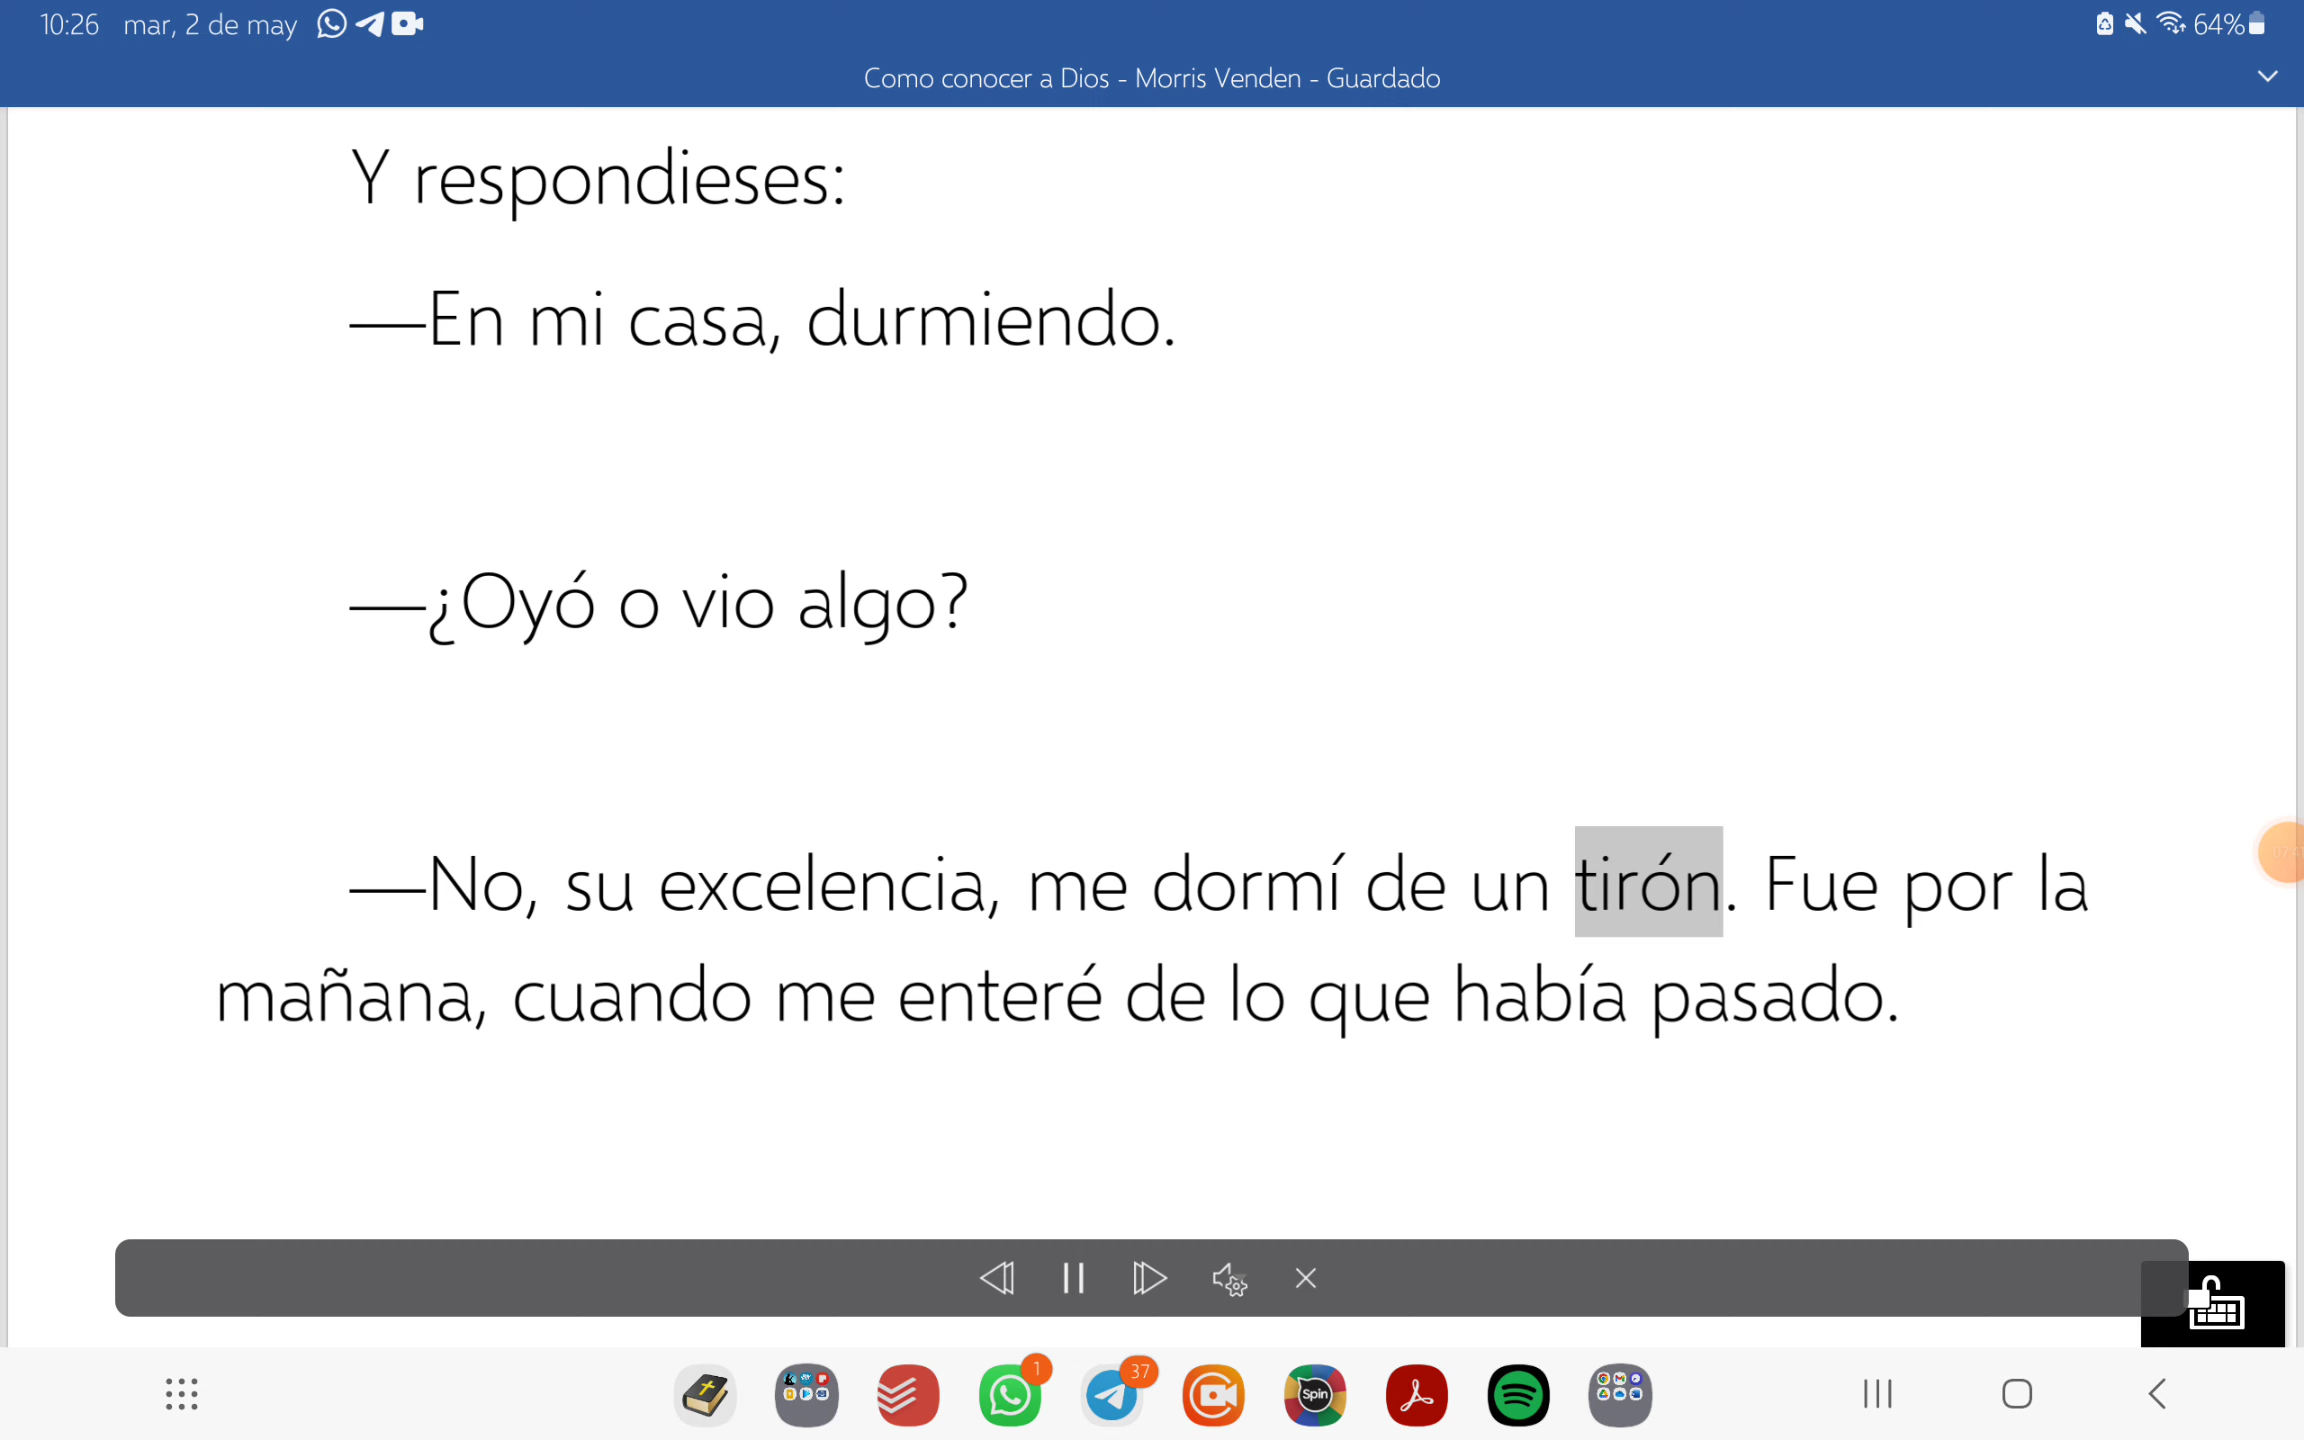 10:26 mar, 2 de may 64%
Como conocer a Dios - Morris Venden - Guardado
Y respondieses:
—En mi casa, durmiendo.
—¿Oyó o vio algo?
—No, su excelencia, me dormí de un tirón. Fue por la
mañana, cuando me enteré de lo que había pasado.
1
37
Spin